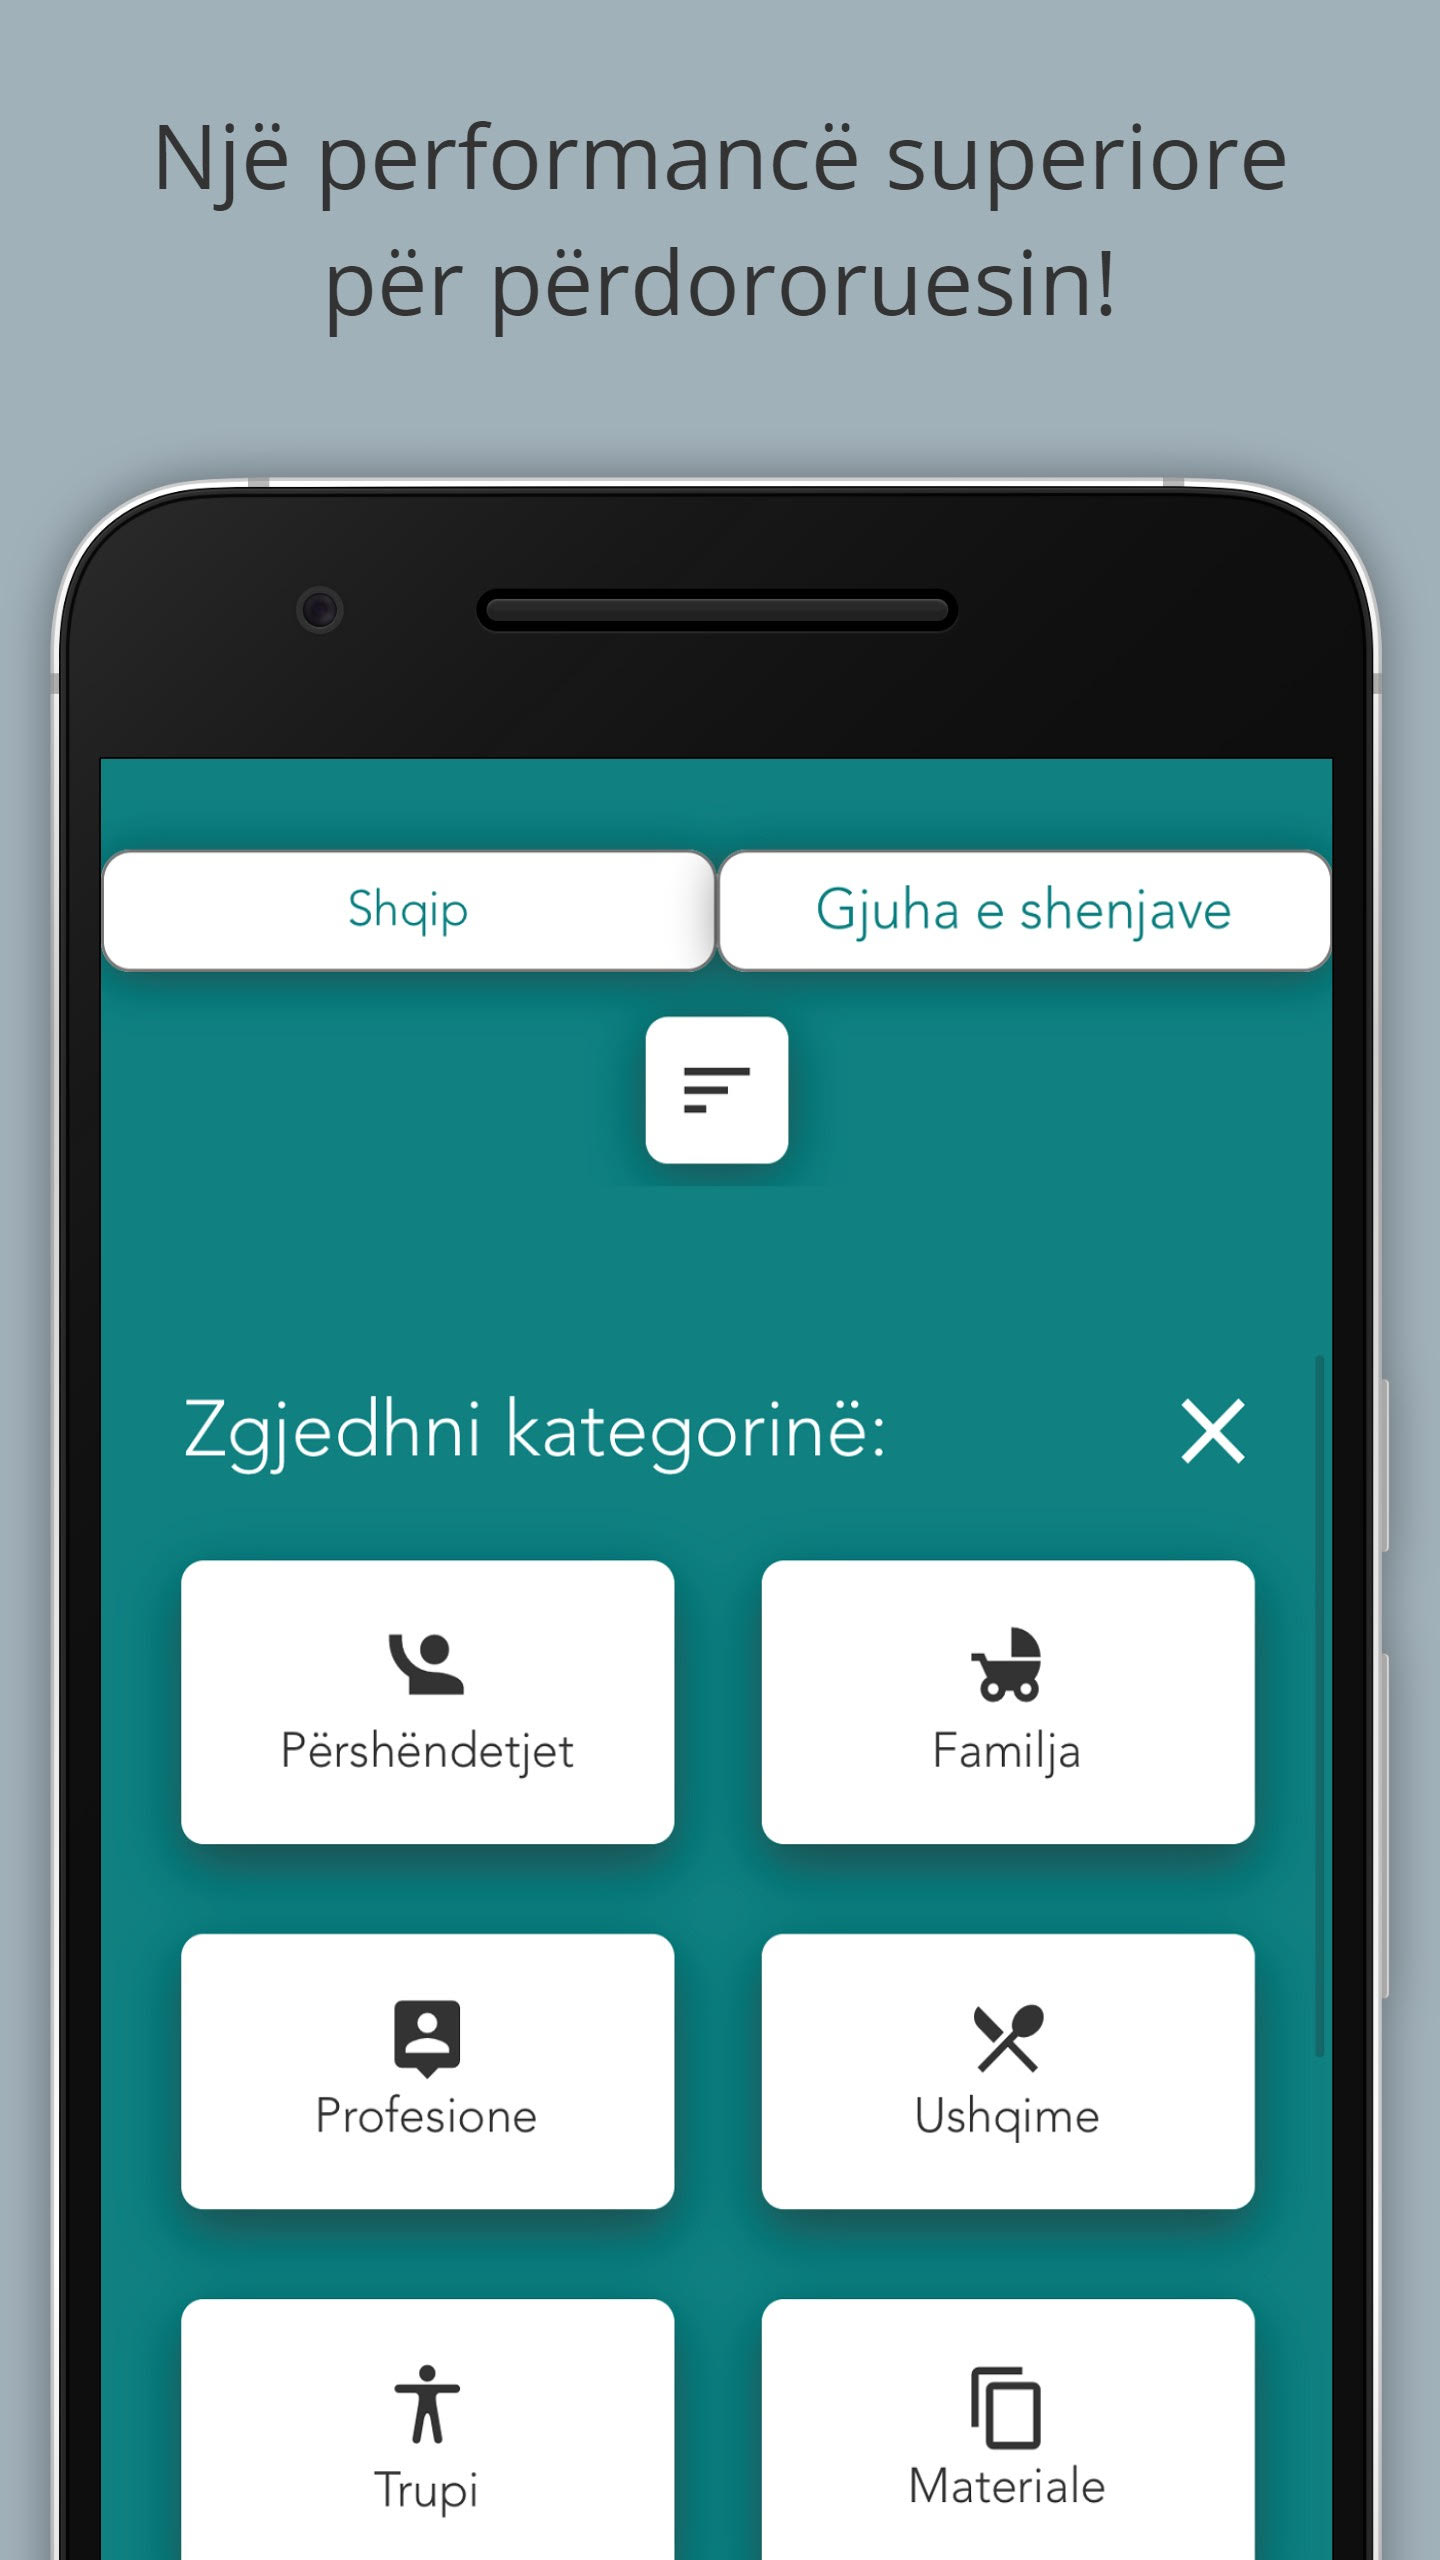 Një performancë superiore
për përdororuesin!
Shqip
Gjuha e shenjave
Zgjedhni kategorinë:
Përshëndetjet
Familja
Profesione
Ushqime
Trupi
Materiale